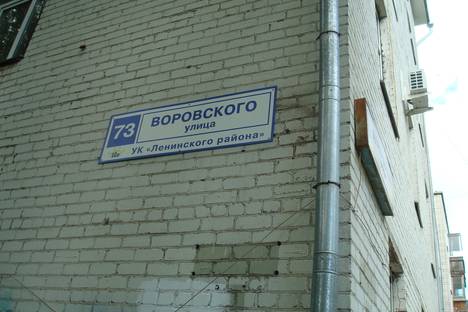 73 ВОРОВСКОГО
улица
УК «Ленинского района»